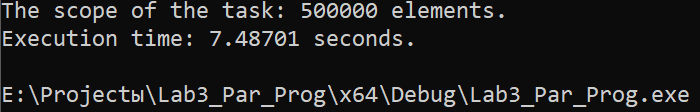 The scope of the task: 500000 elements.
Execution time: 7.48701 seconds.
E:\Projectы\Lab3_Par_Prog\x64\Debug\Lab3_Par_Prog.exe